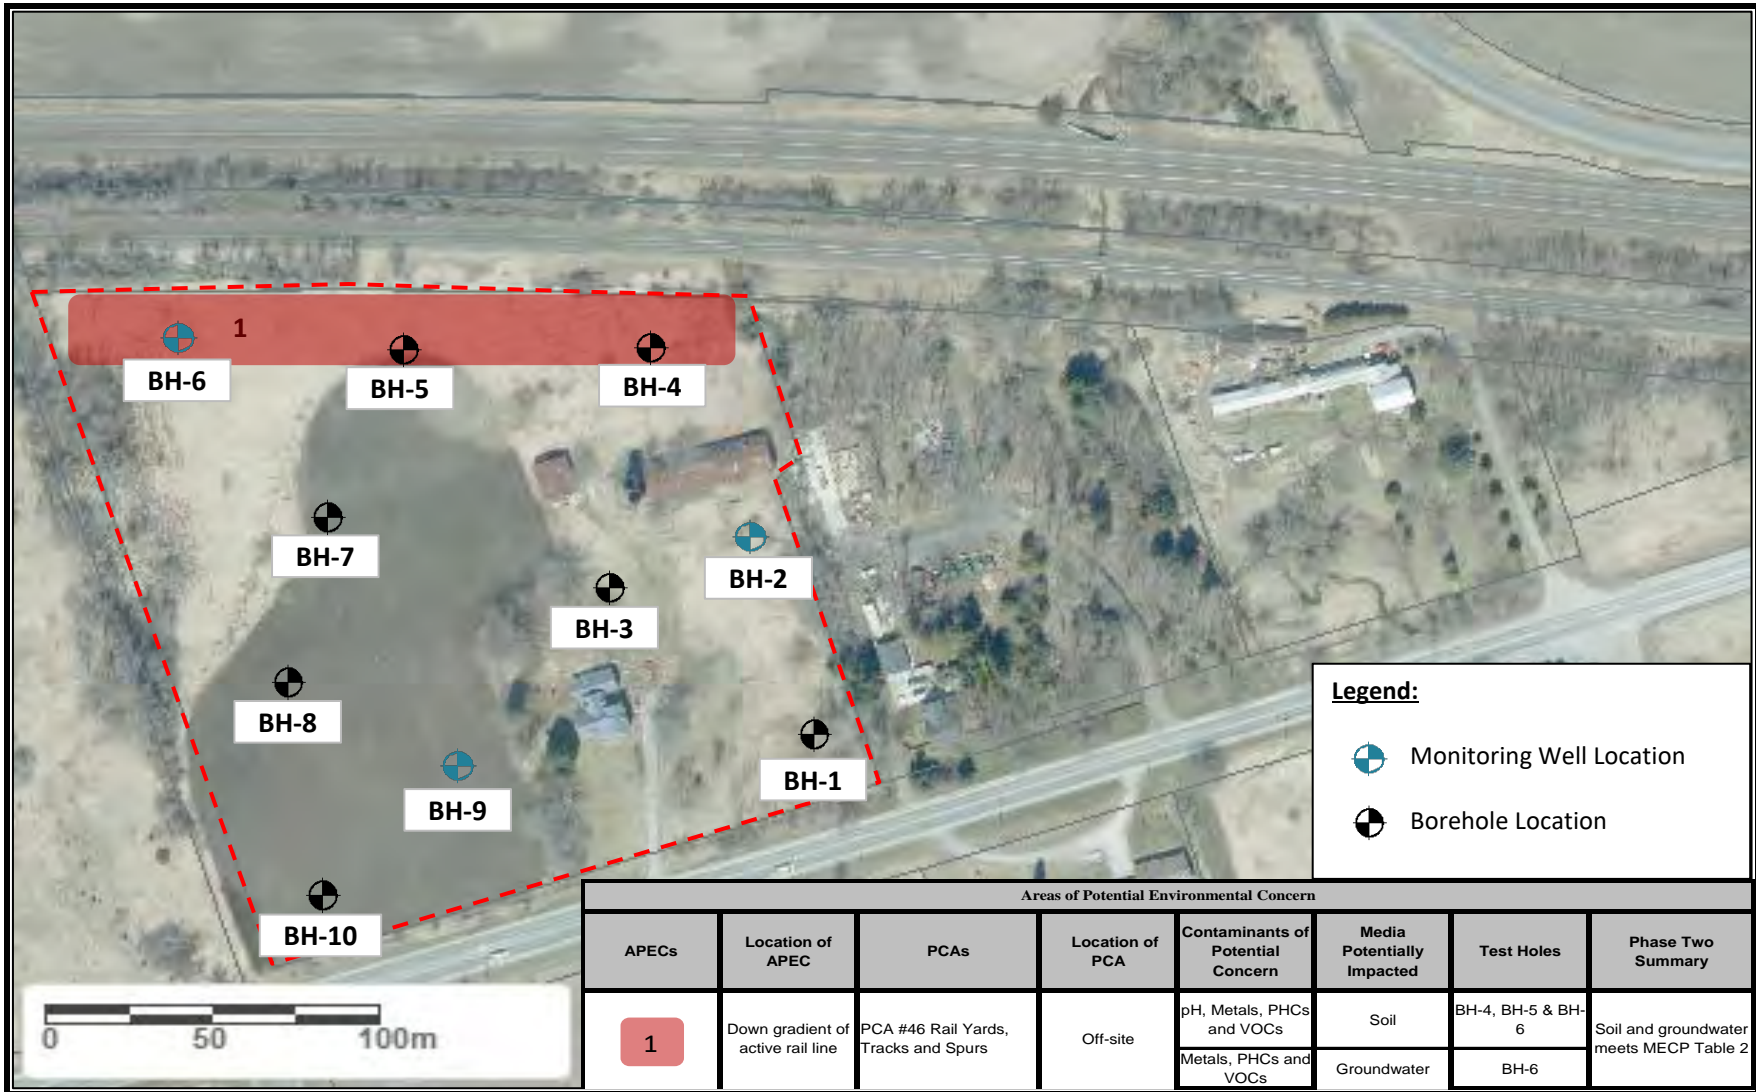 1
BH-6
BH-5
BH-4
BH-7
BH-2
BH-3
BH-8
BH-1
BH-9
BH-10
Legend:
Monitoring Well Location
Borehole Location
0 50 100m
Areas of Potential Environmental Concern
APECs
Location of
APEC
PCAs
Location of
PCA
Contaminants of
Potential
Concern
Media
Potentially
Impacted
Test Holes
Phase Two
Summary
1
Down gradient of
active rail line
PCA #46 Rail Yards,
Tracks and Spurs
Off-site
pH, Metals, PHCs
and VOCs
Soil
BH-4, BH-5 & BH-
6
Soil and groundwater
meets MECP Table 2
Metals, PHCs and
VOCs
Groundwater
BH-6